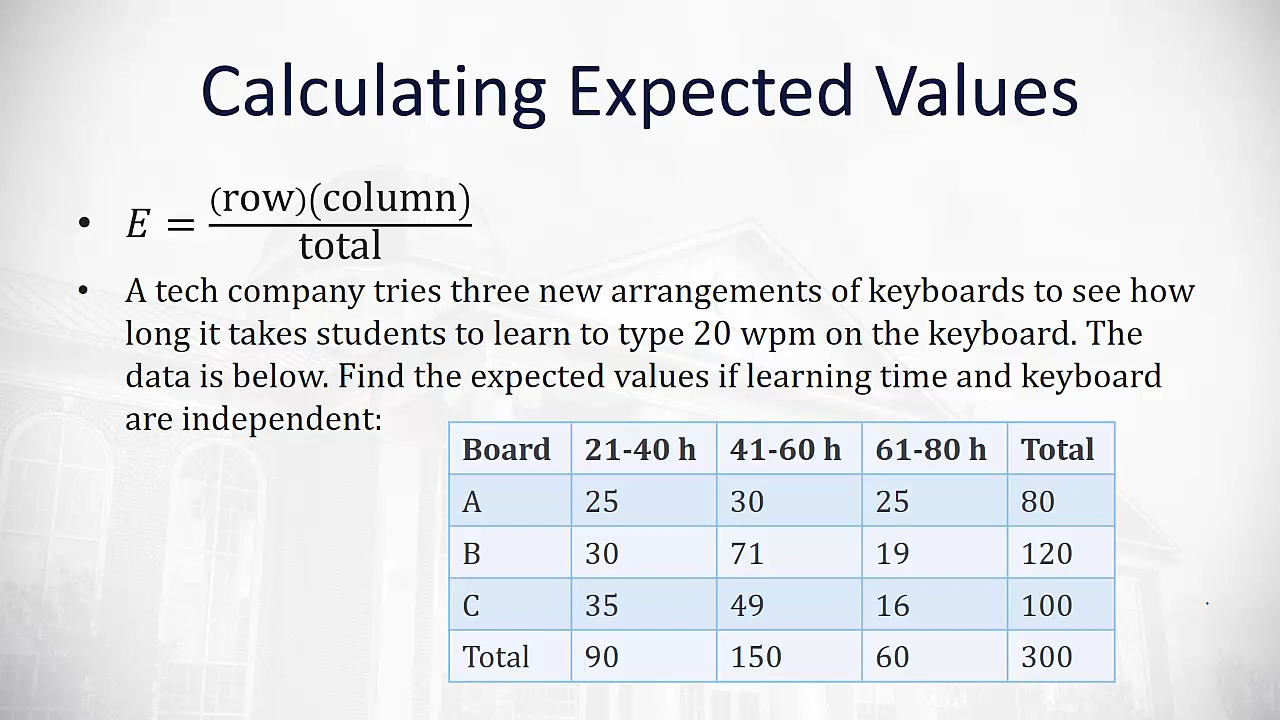 Calculating Expected Values
• E = (row)(column) / total
• A tech company tries three new arrangements of keyboards to see how
long it takes students to learn to type 20 wpm on the keyboard. The
data is below. Find the expected values if learning time and keyboard
are independent:
Board 21-40 h 41-60 h 61-80 h Total
A 25 30 25 80
B 30 71 19 120
C 35 49 16 100
Total 90 150 60 300